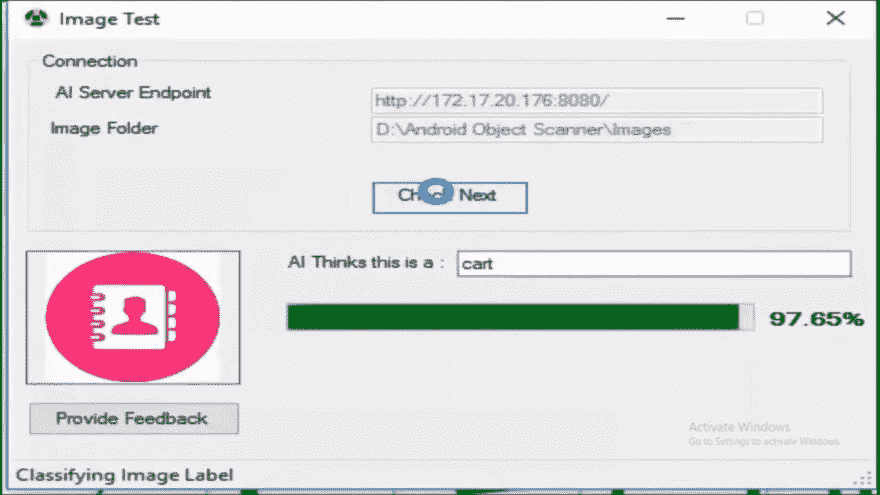 Image Test
Connection
AI Server Endpoint
http://172.17.20.176:8080/
Image Folder
D:\Android Object Scanner\Images
Next
AI Thinks this is a :
cart
97.65%
Provide Feedback
Activate Windows
Go to Settings to activate Windows.
Classifying Image Label